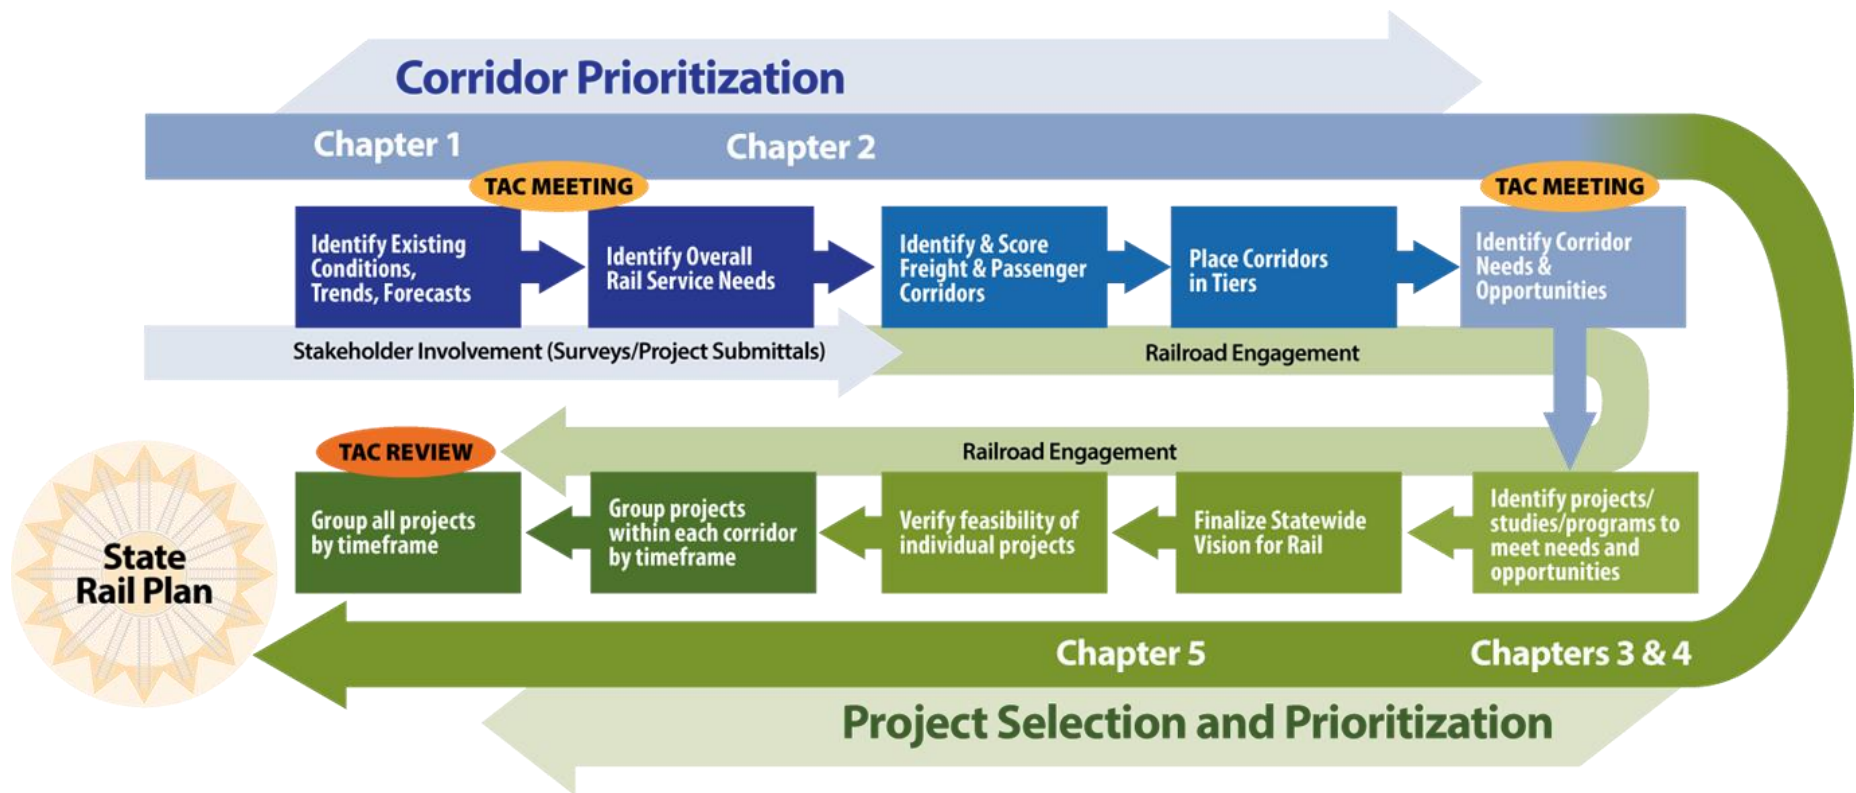 Corridor Prioritization
Chapter 1
Chapter 2
TAC MEETING
TAC MEETING
Identify Existing
Conditions,
Trends, Forecasts
Identify Overall
Rail Service Needs
Identify & Score
Freight & Passenger
Corridors
Place Corridors
in Tiers
Identify Corridor
Needs &
Opportunities
Stakeholder Involvement (Surveys/Project Submittals)
Railroad Engagement
TAC REVIEW
Railroad Engagement
State
Rail Plan
Group all projects
by timeframe
Group projects
within each corridor
by timeframe
Verify feasibility of
individual projects
Finalize Statewide
Vision for Rail
Identify projects/
studies/programs to
meet needs and
opportunities
Chapter 5
Chapters 3 & 4
Project Selection and Prioritization